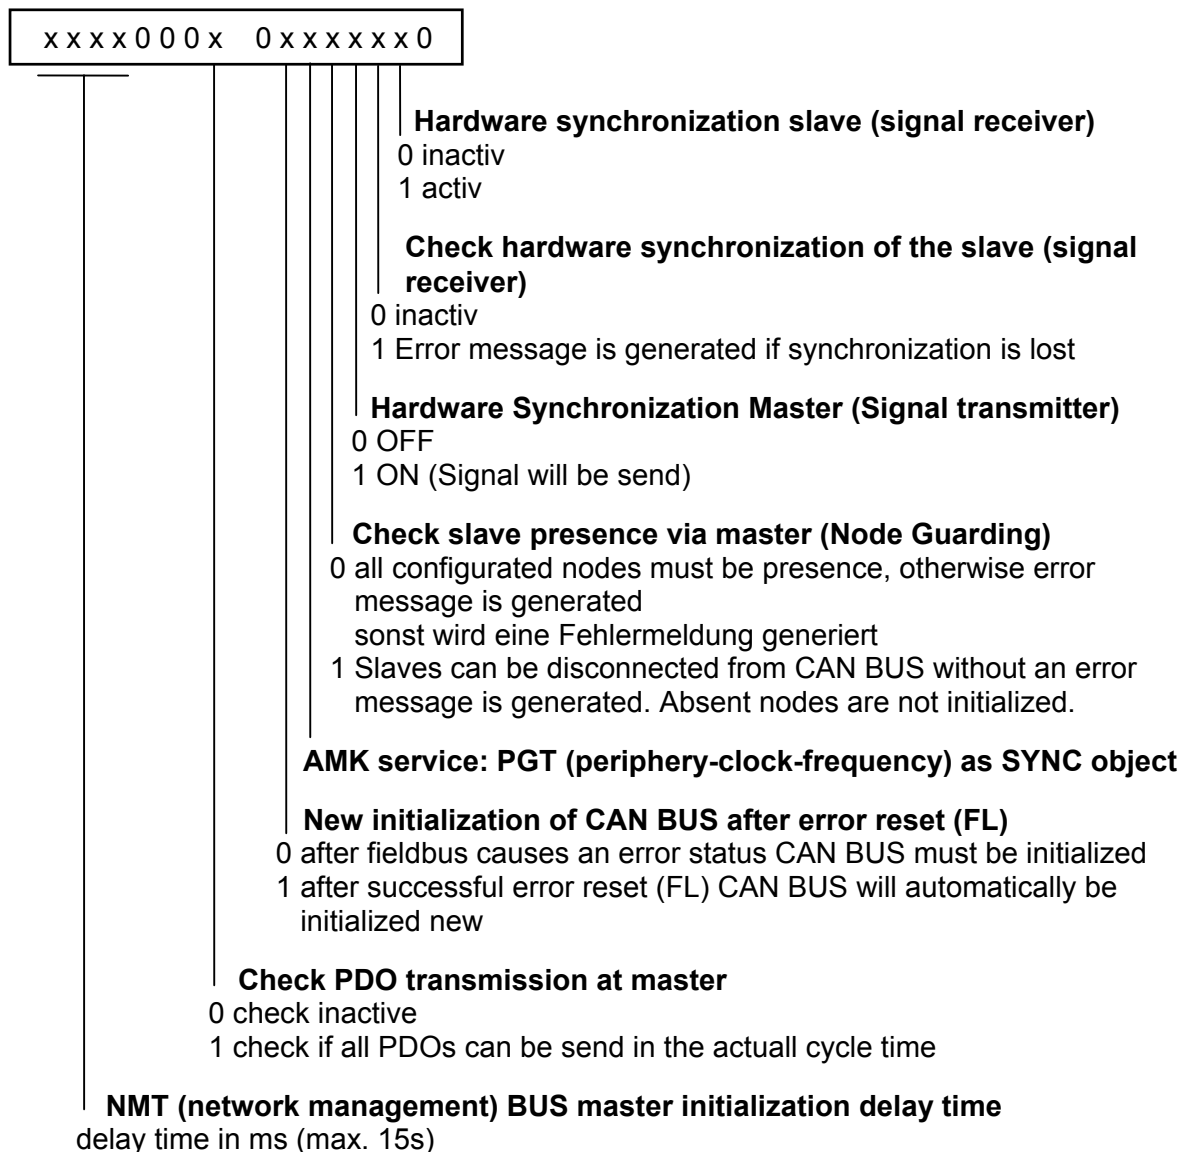 x x x x 0 0 0 x 0 x x x x x x 0
Hardware synchronization slave (signal receiver)
0 inactiv
1 activ
Check hardware synchronization of the slave (signal
receiver)
0 inactiv
1 Error message is generated if synchronization is lost
Hardware Synchronization Master (Signal transmitter)
0 OFF
1 ON (Signal will be send)
Check slave presence via master (Node Guarding)
0 all configurated nodes must be presence, otherwise error
message is generated
sonst wird eine Fehlermeldung generiert
1 Slaves can be disconnected from CAN BUS without an error
message is generated. Absent nodes are not initialized.
AMK service: PGT (periphery-clock-frequency) as SYNC object
New initialization of CAN BUS after error reset (FL)
0 after fieldbus causes an error status CAN BUS must be initialized
1 after successful error reset (FL) CAN BUS will automatically be
initialized new
Check PDO transmission at master
0 check inactive
1 check if all PDOs can be send in the actuall cycle time
NMT (network management) BUS master initialization delay time
delay time in ms (max. 15s)